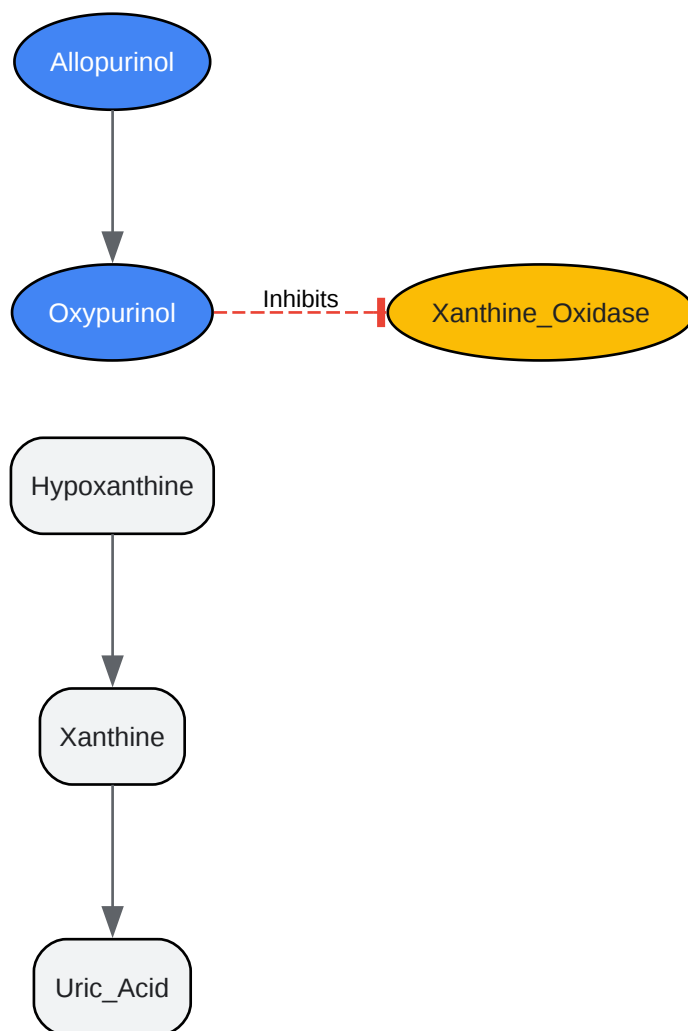 Allopurinol
Oxypurinol
Inhibits
Xanthine_Oxidase
Hypoxanthine
Xanthine
Uric_Acid